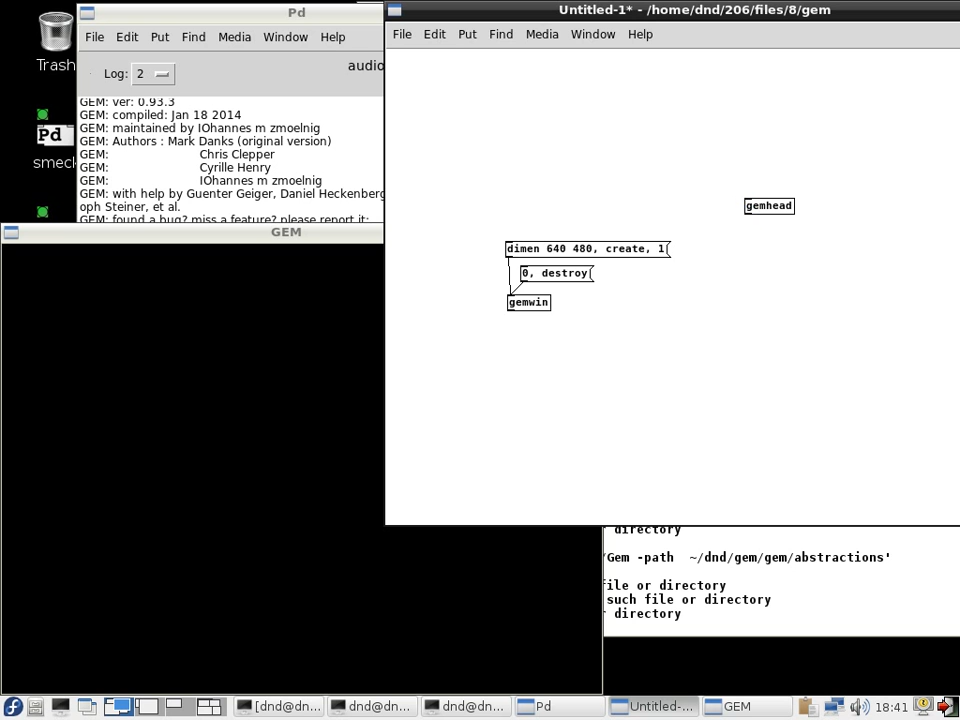 Pd
Untitled-1* - /home/dnd/206/files/8/gem
File Edit Put Find Media Window Help
File Edit Put Find Media Window Help
Log: 2
audio
Trash
GEM: ver: 0.93.3
GEM: compiled: Jan 18 2014
GEM: maintained by IOhannes m zmoelnig
GEM: Authors : Mark Danks (original version)
GEM: Chris Clepper
GEM: Cyrille Henry
GEM: IOhannes m zmoelnig
GEM: with help by Guenter Geiger, Daniel Heckenberg
oph Steiner, et al.
GEM: found a bug? miss a feature? please report it:
Pd
smeck
GEM
gemhead
dimen 640 480, create, 1
0, destroy
gemwin
directory
/Gem -path ~/dnd/gem/gem/abstractions'
file or directory
such file or directory
directory
[dnd@dn...
dnd@dn...
dnd@dn...
Pd
Untitled-...
GEM
18:41